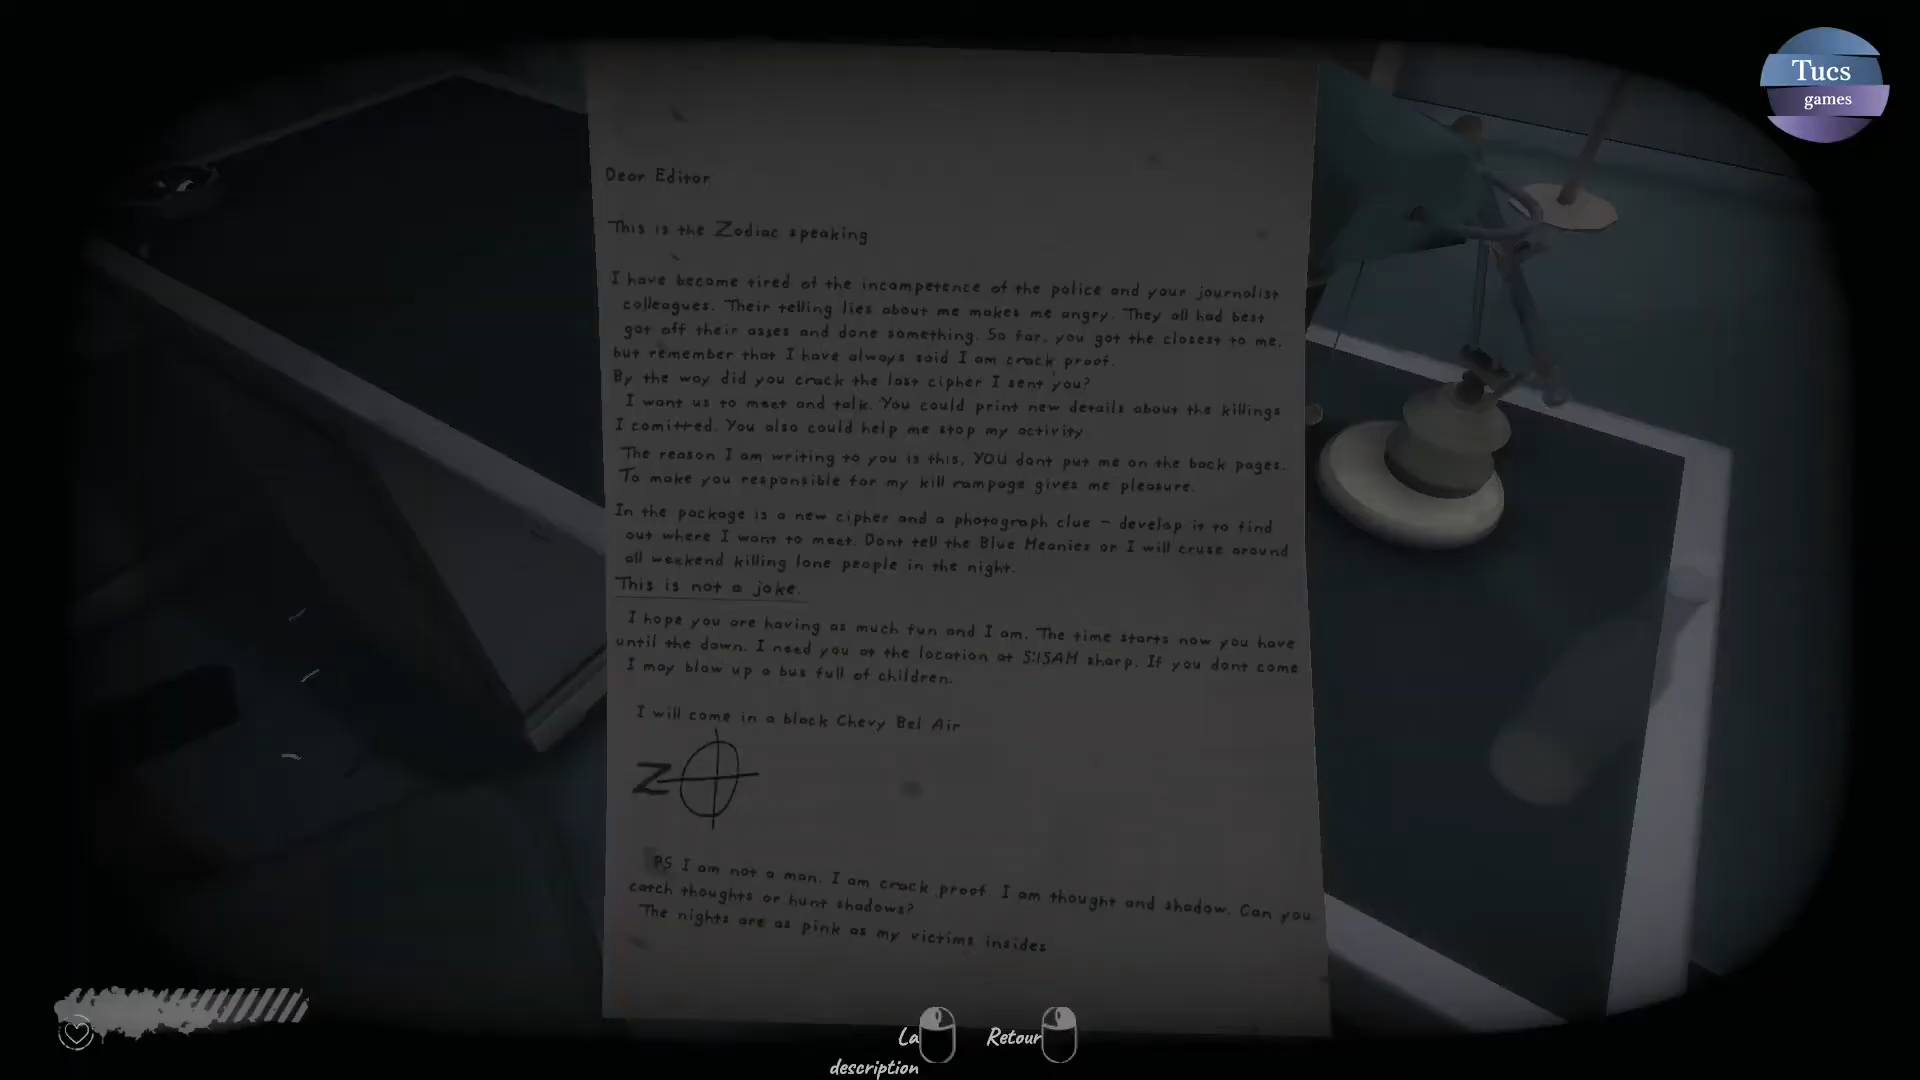 Tucs
games
Dear Editor
This is the Zodiac speaking
I have become tired of the incompetence of the police and your journalist
colleagues. Their telling lies about me makes me angry. They all had best
got off their asses and done something. So far, you got the closest to me,
but remember that I have always said I am crack proof.
By the way did you crack the last cipher I sent you?
I want us to meet and talk. You could print new details about the killings
I comitted. You also could help me stop my activity.
The reason I am writing to you is this, YOU dont put me on the back pages.
To make you responsible for my kill rampage gives me pleasure.
In the package is a new cipher and a photograph clue - develop it to find
out where I want to meet. Dont tell the Blue Meanies or I will cruse around
all weekend killing lone people in the night.
This is not a joke.
I hope you are having as much fun and I am. The time starts now you have
until the dawn. I need you at the location at 5:15AM sharp. If you dont come
I may blow up a bus full of children.
I will come in a black Chevy Bel Air
Z
PS I am not a man. I am crack proof. I am thought and shadow. Can you
catch thoughts or hunt shadows?
The nights are as pink as my victims insides
La
description
Retour